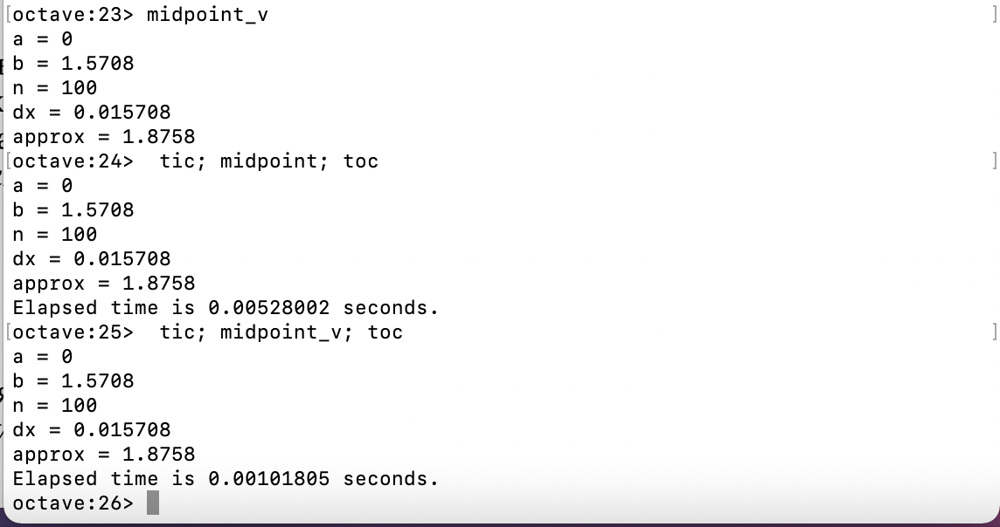 [octave:23> midpoint_v ]
a = 0
b = 1.5708
n = 100
dx = 0.015708
approx = 1.8758
[octave:24>  tic; midpoint; toc ]
a = 0
b = 1.5708
n = 100
dx = 0.015708
approx = 1.8758
Elapsed time is 0.00528002 seconds.
[octave:25>  tic; midpoint_v; toc ]
a = 0
b = 1.5708
n = 100
dx = 0.015708
approx = 1.8758
Elapsed time is 0.00101805 seconds.
octave:26>